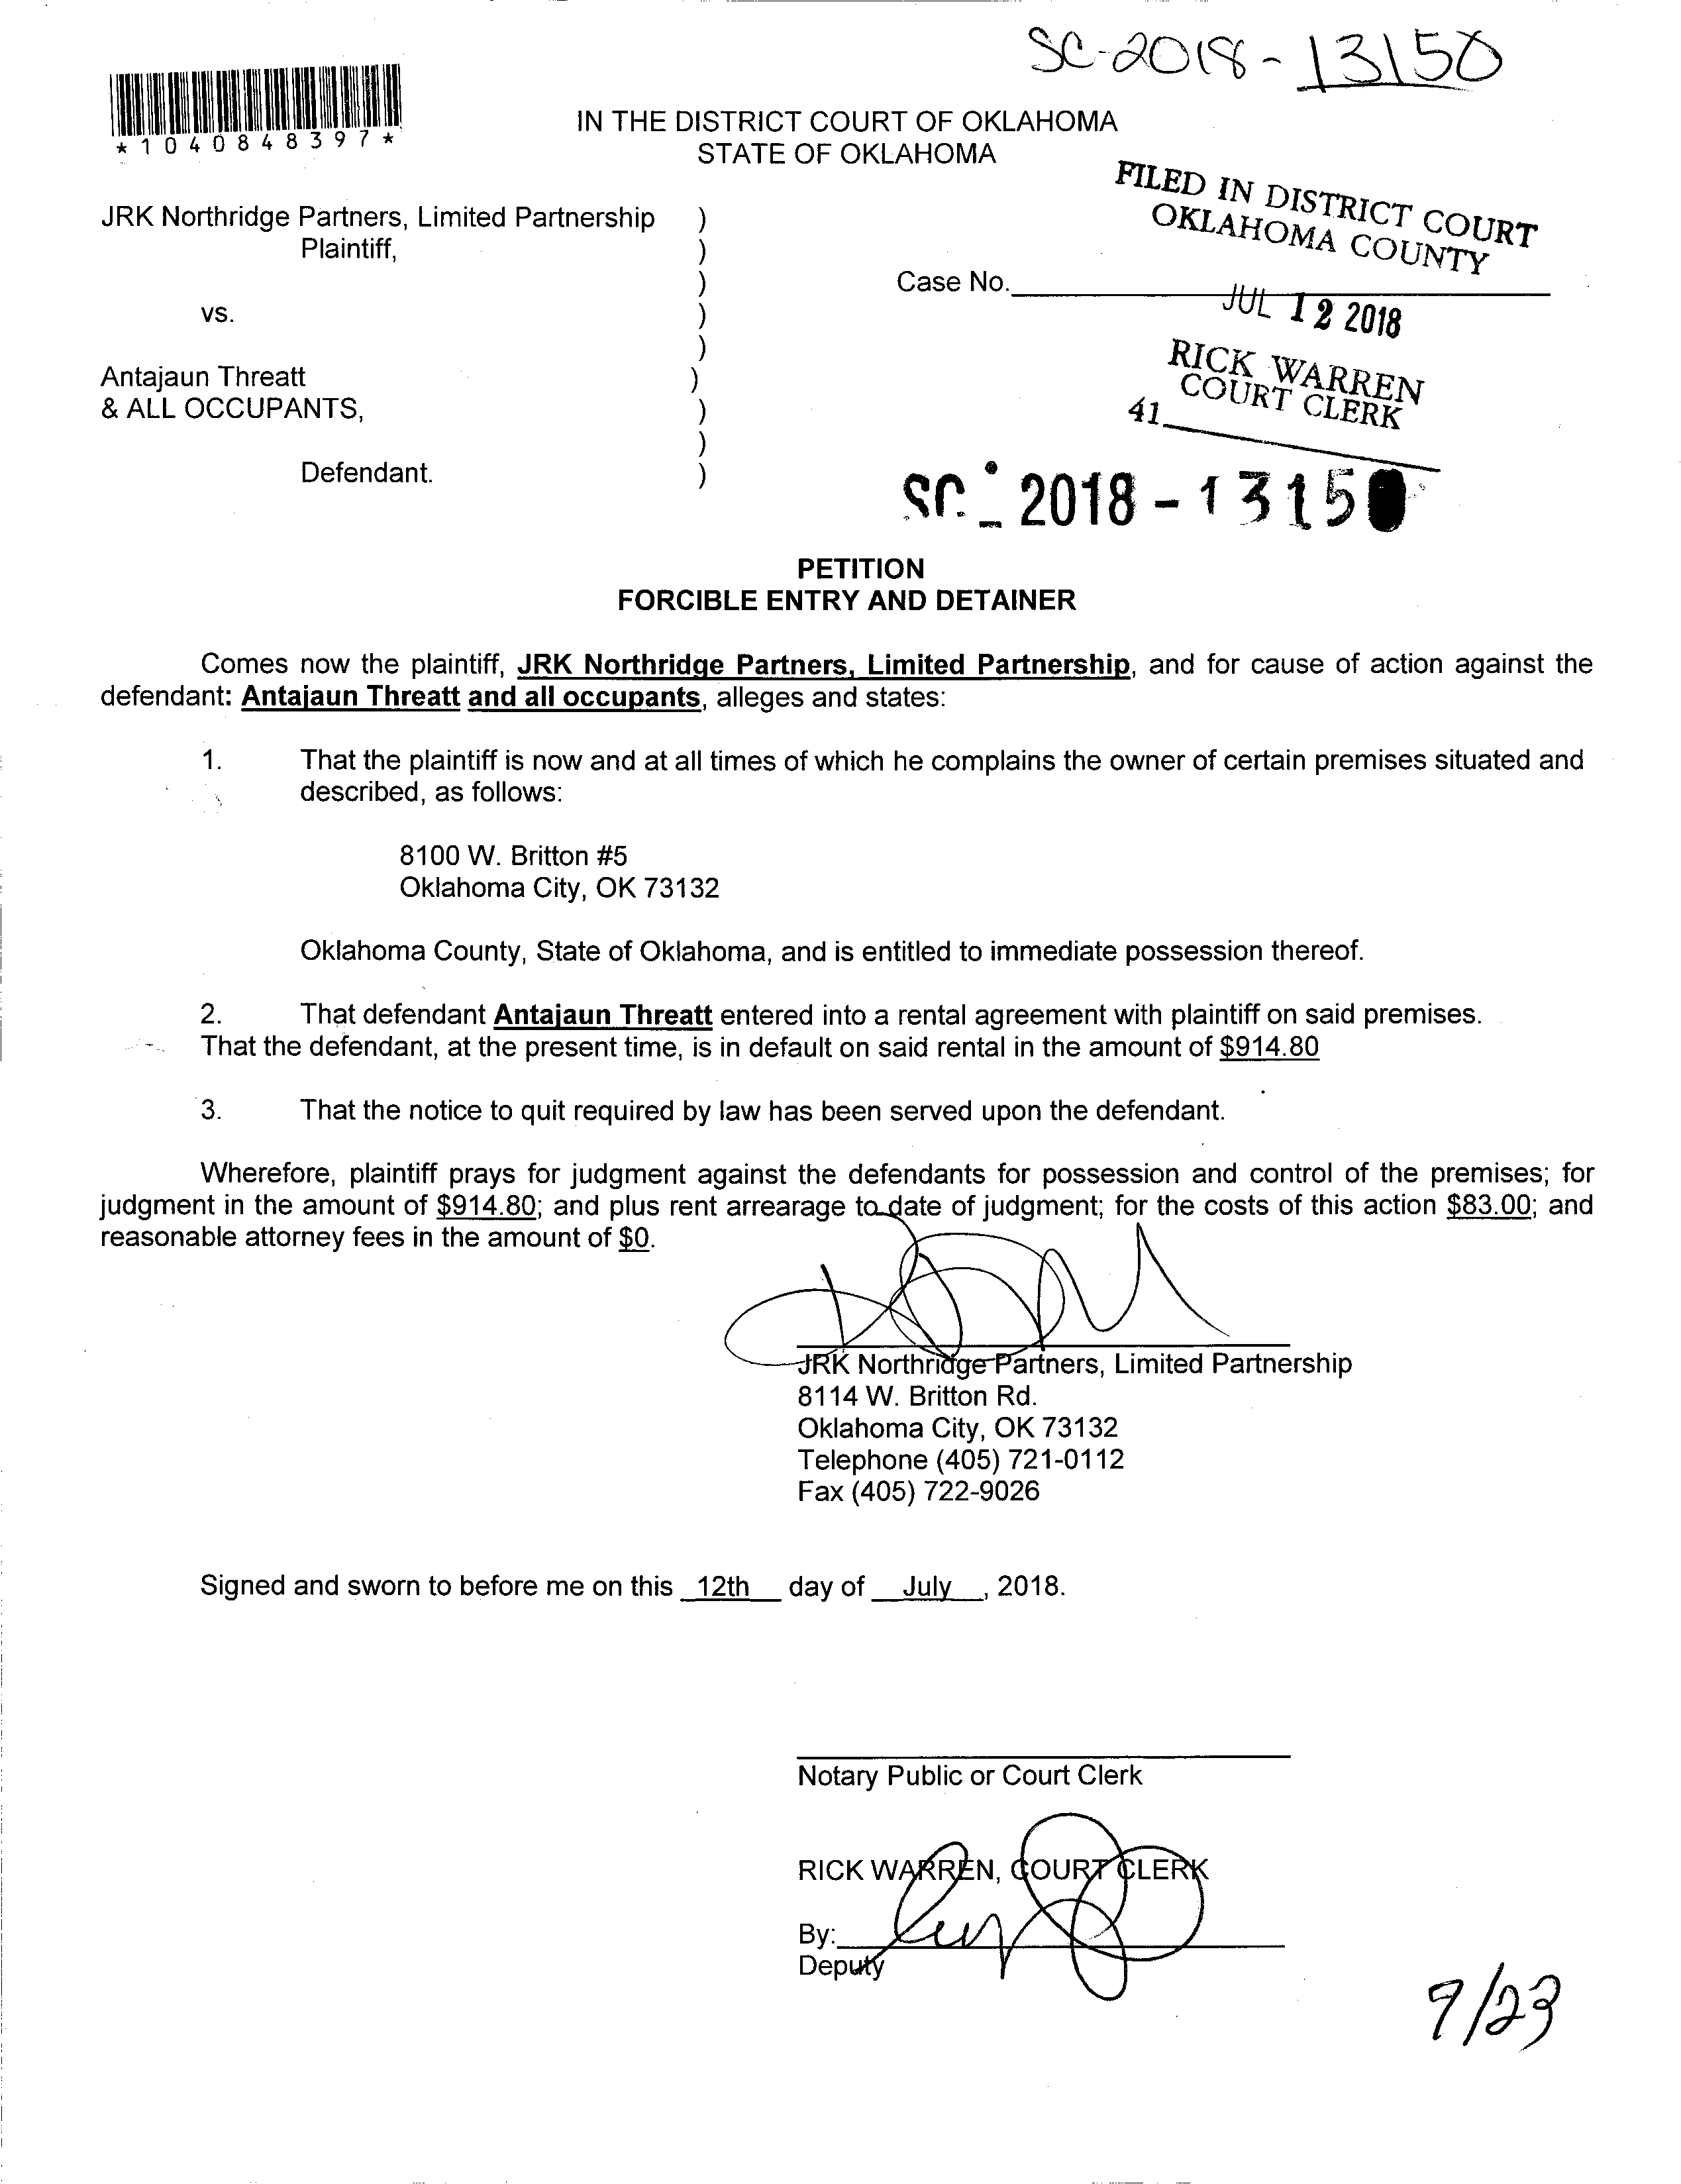 SC-2018-13150
*1040848397*
IN THE DISTRICT COURT OF OKLAHOMA
STATE OF OKLAHOMA
FILED IN DISTRICT COURT
OKLAHOMA COUNTY
JRK Northridge Partners, Limited Partnership )
Plaintiff, )
) Case No.
JUL 12 2018
vs. )
)
RICK WARREN
COURT CLERK
41
Antajaun Threatt )
& ALL OCCUPANTS, )
)
Defendant. )
SC - 2018 - 1315
PETITION
FORCIBLE ENTRY AND DETAINER
Comes now the plaintiff, JRK Northridge Partners, Limited Partnership, and for cause of action against the
defendant: Antajaun Threatt and all occupants, alleges and states:
1. That the plaintiff is now and at all times of which he complains the owner of certain premises situated and
described, as follows:
8100 W. Britton #5
Oklahoma City, OK 73132
Oklahoma County, State of Oklahoma, and is entitled to immediate possession thereof.
2. That defendant Antajaun Threatt entered into a rental agreement with plaintiff on said premises.
That the defendant, at the present time, is in default on said rental in the amount of $914.80
3. That the notice to quit required by law has been served upon the defendant.
Wherefore, plaintiff prays for judgment against the defendants for possession and control of the premises; for
judgment in the amount of $914.80; and plus rent arrearage to date of judgment; for the costs of this action $83.00; and
reasonable attorney fees in the amount of $0.
JRK Northridge Partners, Limited Partnership
8114 W. Britton Rd.
Oklahoma City, OK 73132
Telephone (405) 721-0112
Fax (405) 722-9026
Signed and sworn to before me on this 12th day of July, 2018.
Notary Public or Court Clerk
RICK WARREN, COURT CLERK
By:
Deputy
7/23